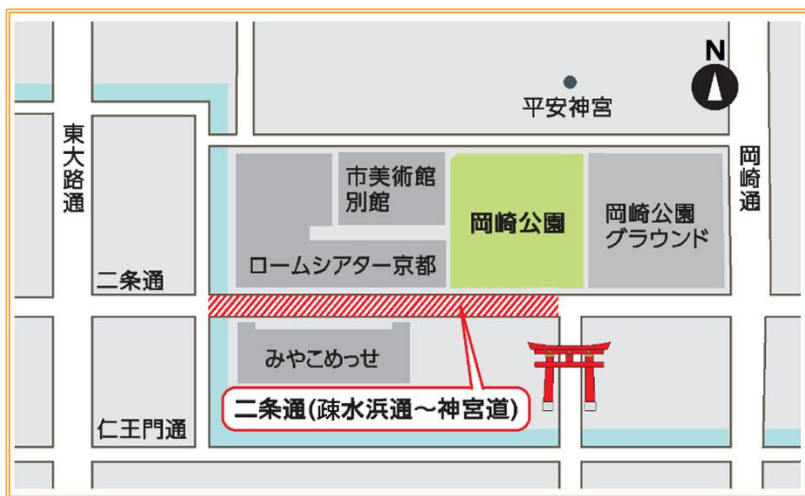 N
平安神宮
東大路通
岡崎通
市美術館
別館
岡崎公園
岡崎公園
グラウンド
ロームシアター京都
二条通
みやこめっせ
二条通(疎水浜通～神宮道)
仁王門通